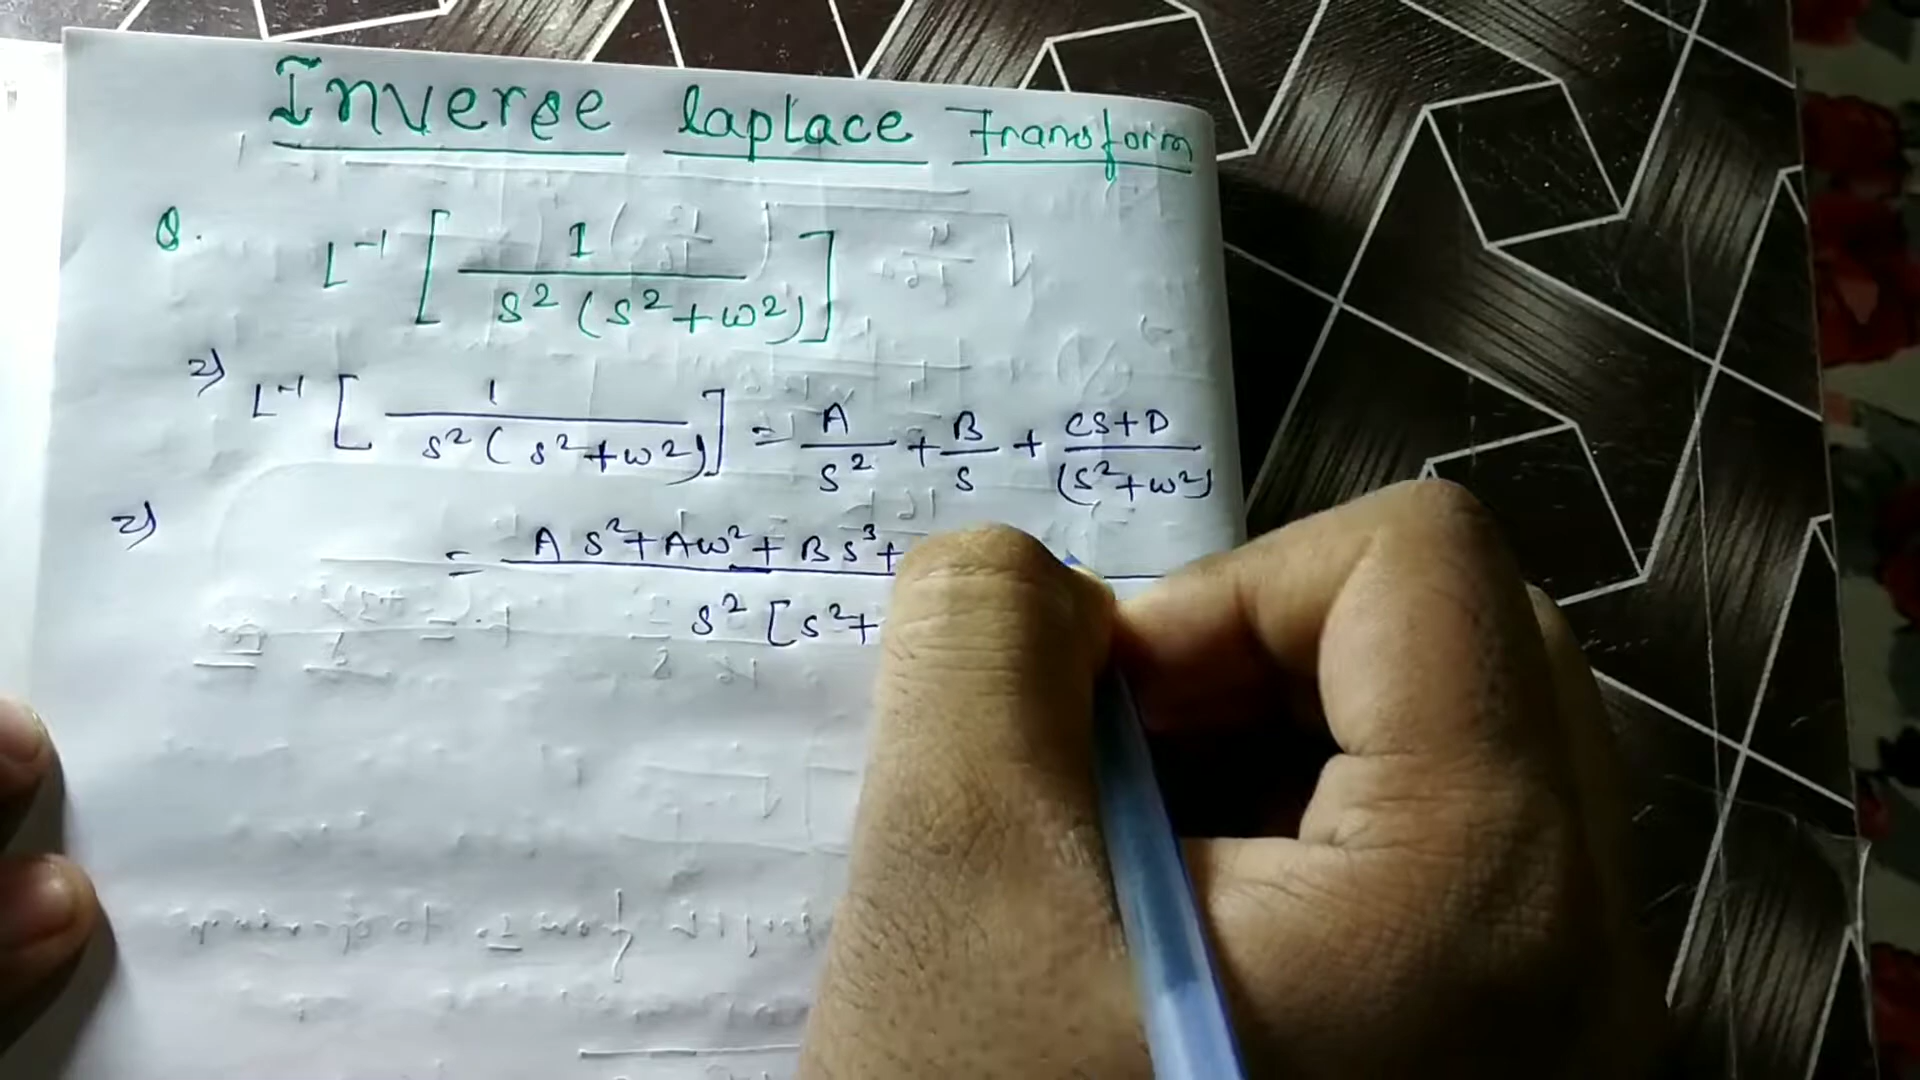 Inverse laplace Transform
Q. L⁻¹ [ 1 / s²(s²+ω²) ]
⇒ L⁻¹ [ 1 / s²(s²+ω²) ] = A/s² + B/s + (Cs+D)/(s²+ω²)
⇒ = As²+Aω²+Bs³+ / s²[s²+